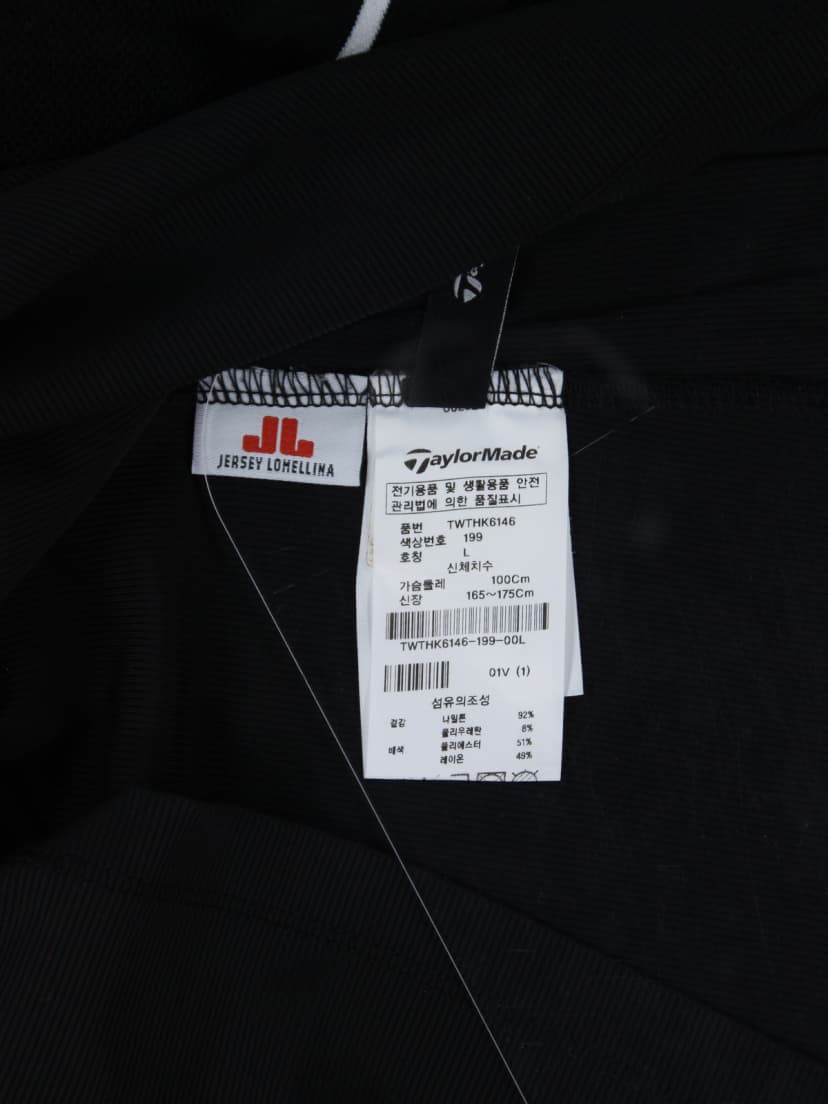 JL
JERSEY LOMELLINA
TaylorMade
전기용품 및 생활용품 안전
관리법에 의한 품질표시
품번 TWTHK6146
색상번호 199
호칭 L
신체치수
가슴둘레 100Cm
신장 165~175Cm
TWTHK6146-199-00L
01V (1)
섬유의조성
겉감 나일론 92%
폴리우레탄 8%
배색 폴리에스터 51%
레이온 49%